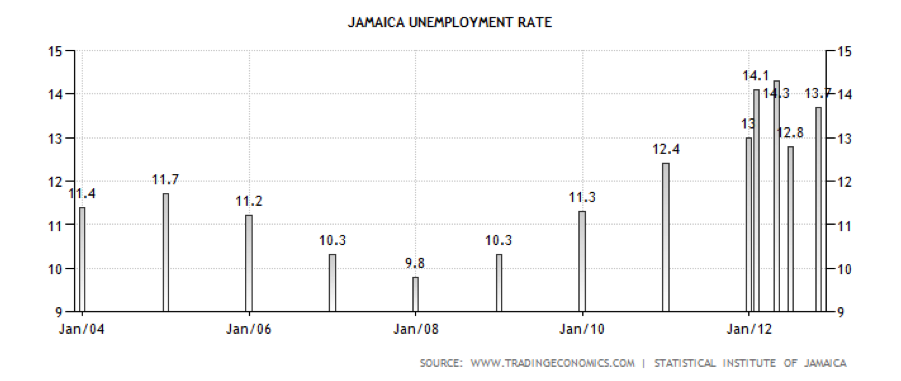 JAMAICA UNEMPLOYMENT RATE
15 15
14.1
14 14.3 13.7 14
13 13 12.8 13
12.4
12 11.4 11.7 12
11.2 11.3
11 11
10.3 10.3
10 9.8 10
9 9
Jan/04 Jan/06 Jan/08 Jan/10 Jan/12
SOURCE: WWW.TRADINGECONOMICS.COM | STATISTICAL INSTITUTE OF JAMAICA